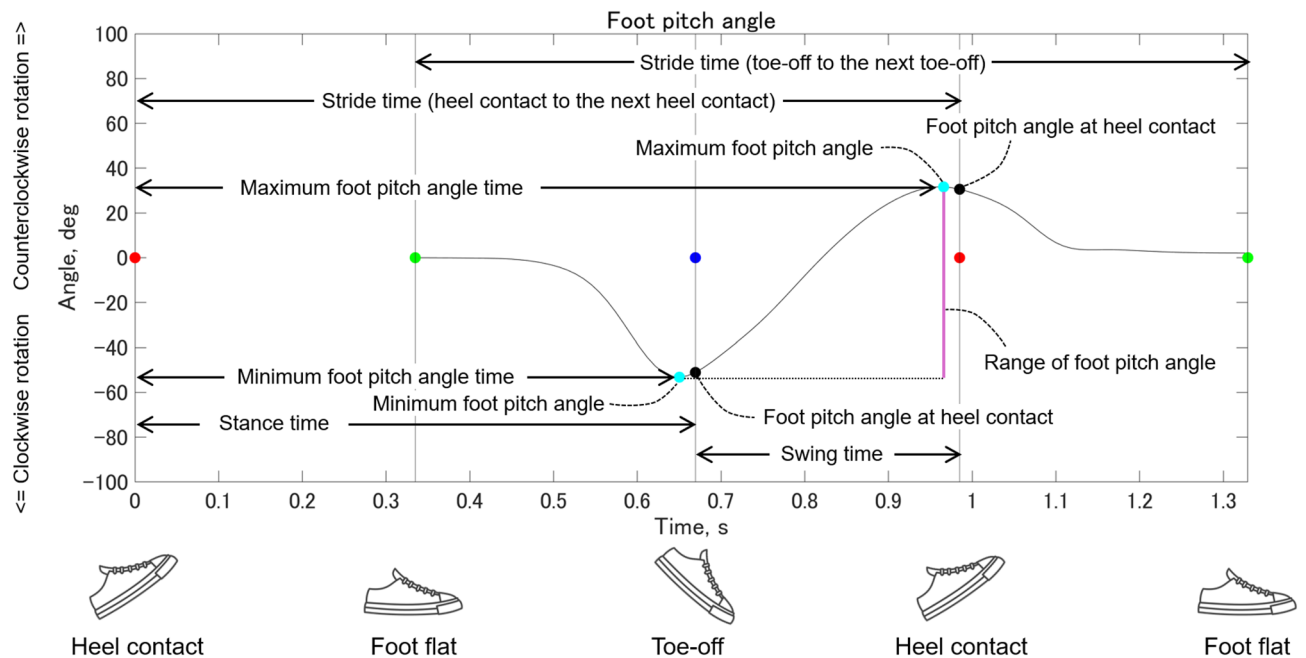 Foot pitch angle
<= Clockwise rotation    Counterclockwise rotation =>
Angle, deg
100
80
60
40
20
0
−20
−40
−60
−80
−100
Stride time (toe-off to the next toe-off)
Stride time (heel contact to the next heel contact)
Foot pitch angle at heel contact
Maximum foot pitch angle
Maximum foot pitch angle time
Range of foot pitch angle
Minimum foot pitch angle time
Minimum foot pitch angle
Foot pitch angle at heel contact
Stance time
Swing time
0 0.1 0.2 0.3 0.4 0.5 0.6 0.7 0.8 0.9 1 1.1 1.2 1.3
Time, s
Heel contact Foot flat Toe-off Heel contact Foot flat